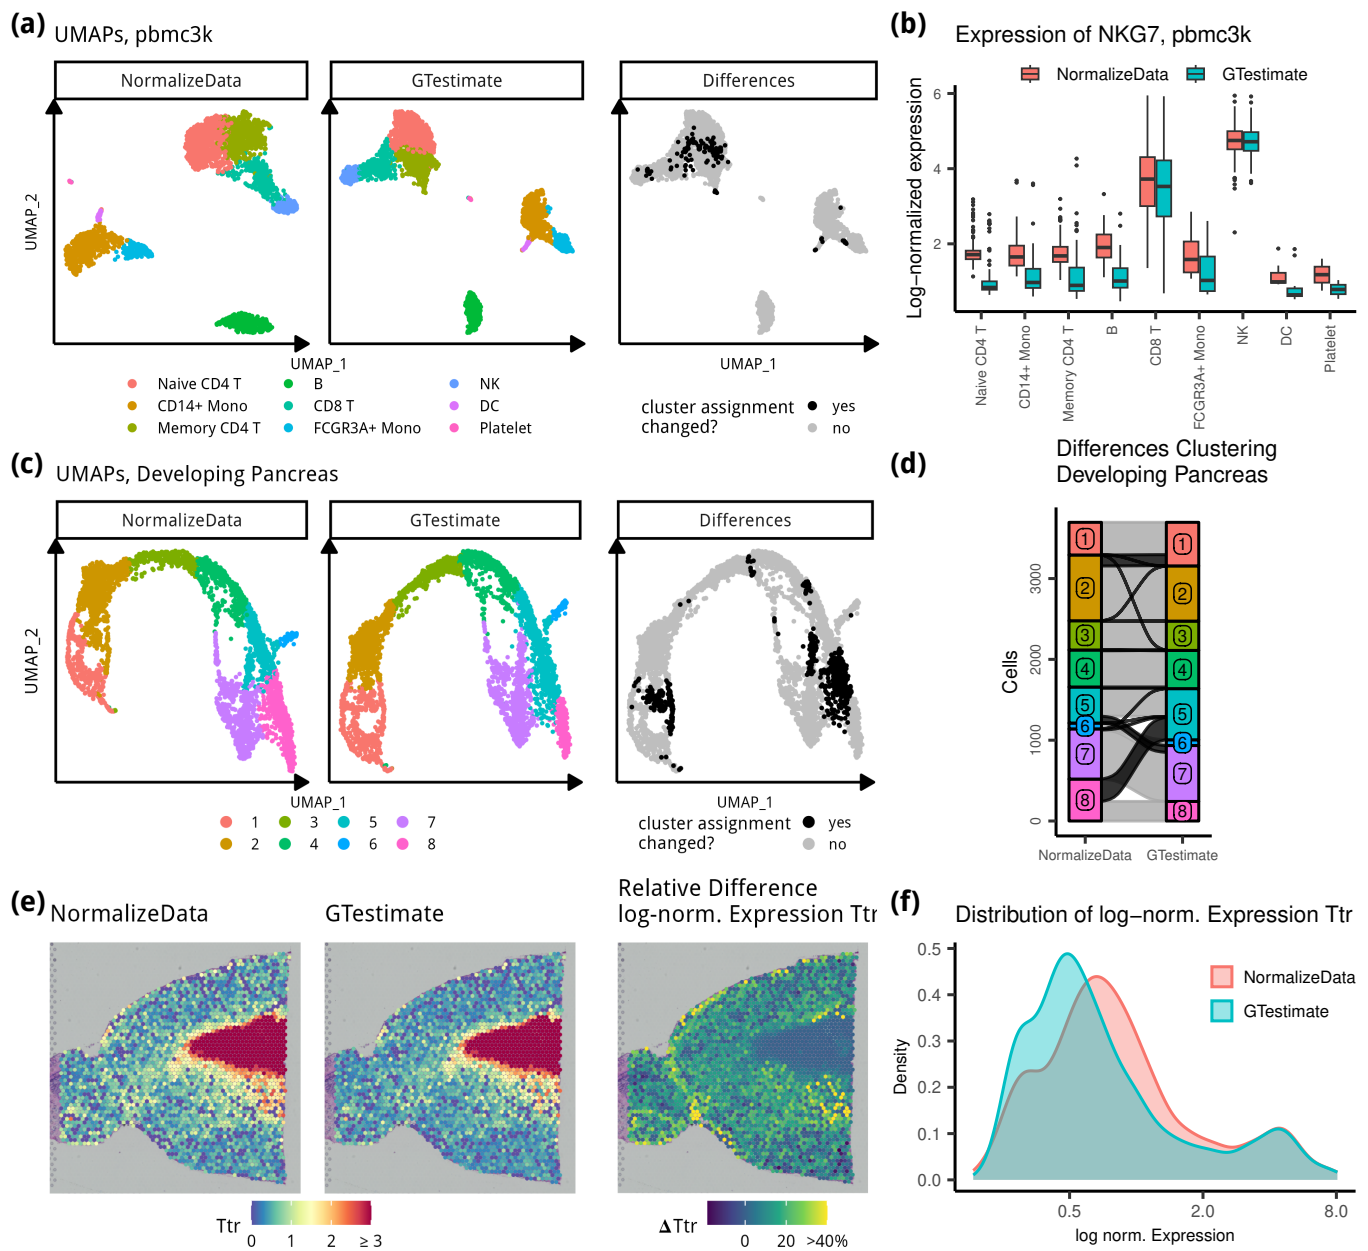 (a)
UMAPs, pbmc3k
NormalizeData
GTestimate
Differences
UMAP_2
UMAP_1
UMAP_1
Naive CD4 T
CD14+ Mono
Memory CD4 T
B
CD8 T
FCGR3A+ Mono
NK
DC
Platelet
cluster assignment
changed?
yes
no
(b)
Expression of NKG7, pbmc3k
NormalizeData
GTestimate
Log−normalized expression
6
4
2
Naive CD4 T
CD14+ Mono
Memory CD4 T
B
CD8 T
FCGR3A+ Mono
NK
DC
Platelet
(c)
UMAPs, Developing Pancreas
NormalizeData
GTestimate
Differences
UMAP_2
UMAP_1
UMAP_1
1
2
3
4
5
6
7
8
cluster assignment
changed?
yes
no
(d)
Differences Clustering
Developing Pancreas
Cells
3000
2000
1000
0
1
2
3
4
5
6
7
8
1
2
3
4
5
6
7
8
NormalizeData
GTestimate
(e)
NormalizeData
GTestimate
Relative Difference
log-norm. Expression Ttr
Ttr
0 1 2 ≥ 3
ΔTtr
0 20 >40%
(f)
Distribution of log−norm. Expression Ttr
NormalizeData
GTestimate
Density
0.5
0.4
0.3
0.2
0.1
0.0
0.5 2.0 8.0
log norm. Expression